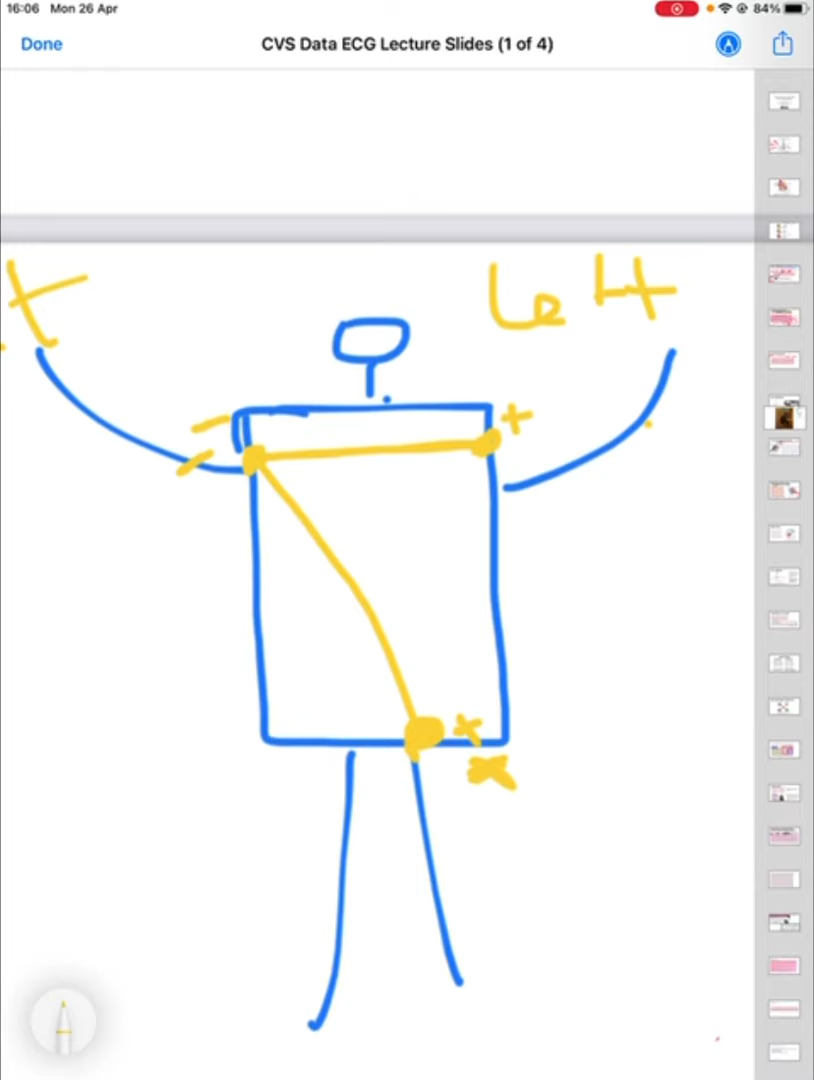 16:06 Mon 26 Apr 84%
Done CVS Data ECG Lecture Slides (1 of 4)
t left
- +
-
+